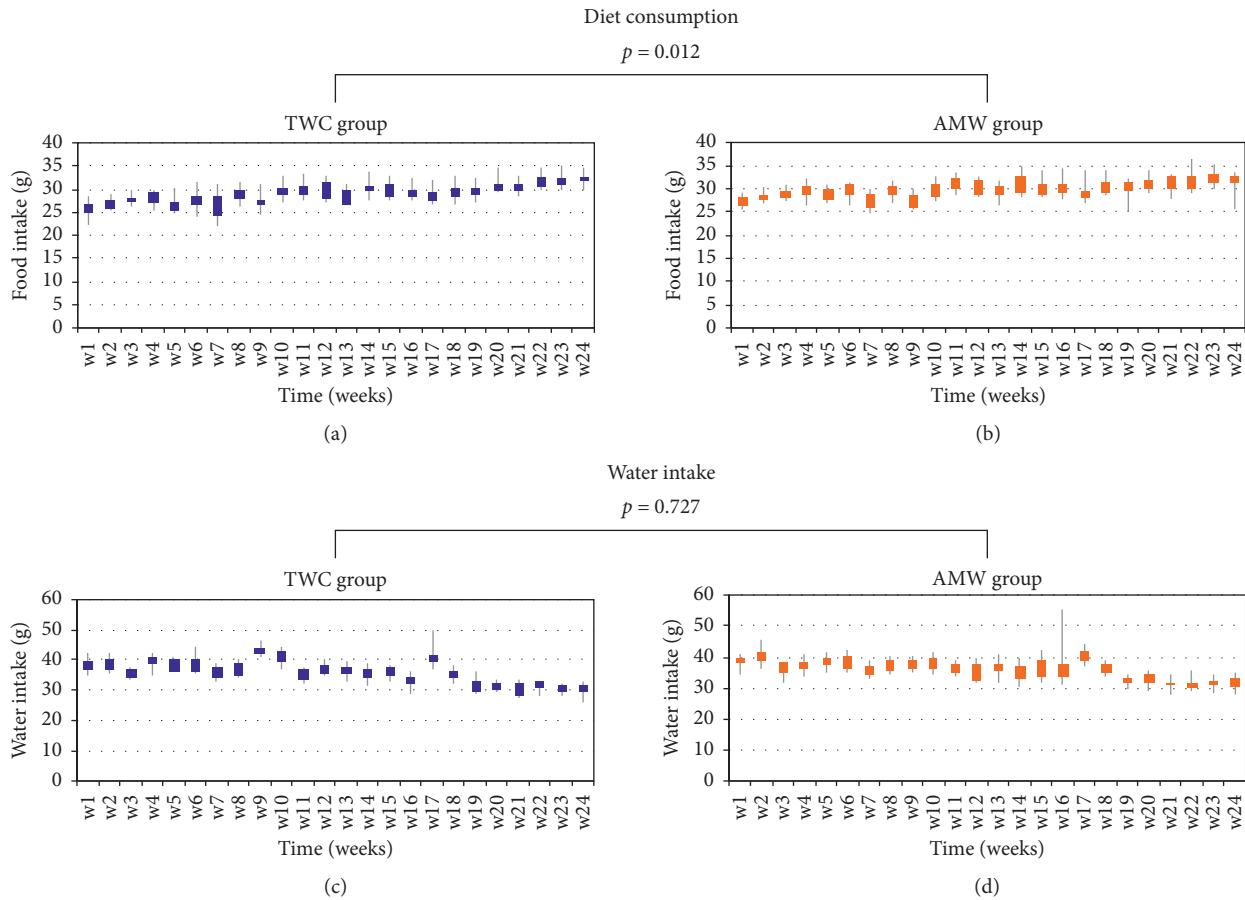 Diet consumption
p = 0.012
TWC group
AMW group
Food intake (g)
40
35
30
25
20
15
10
5
0
w1 w2 w3 w4 w5 w6 w7 w8 w9 w10 w11 w12 w13 w14 w15 w16 w17 w18 w19 w20 w21 w22 w23 w24
Time (weeks)
(a)
Food intake (g)
40
35
30
25
20
15
10
5
0
w1 w2 w3 w4 w5 w6 w7 w8 w9 w10 w11 w12 w13 w14 w15 w16 w17 w18 w19 w20 w21 w22 w23 w24
Time (weeks)
(b)
Water intake
p = 0.727
TWC group
AMW group
Water intake (g)
60
50
40
30
20
10
0
w1 w2 w3 w4 w5 w6 w7 w8 w9 w10 w11 w12 w13 w14 w15 w16 w17 w18 w19 w20 w21 w22 w23 w24
Time (weeks)
(c)
Water intake (g)
60
50
40
30
20
10
0
w1 w2 w3 w4 w5 w6 w7 w8 w9 w10 w11 w12 w13 w14 w15 w16 w17 w18 w19 w20 w21 w22 w23 w24
Time (weeks)
(d)